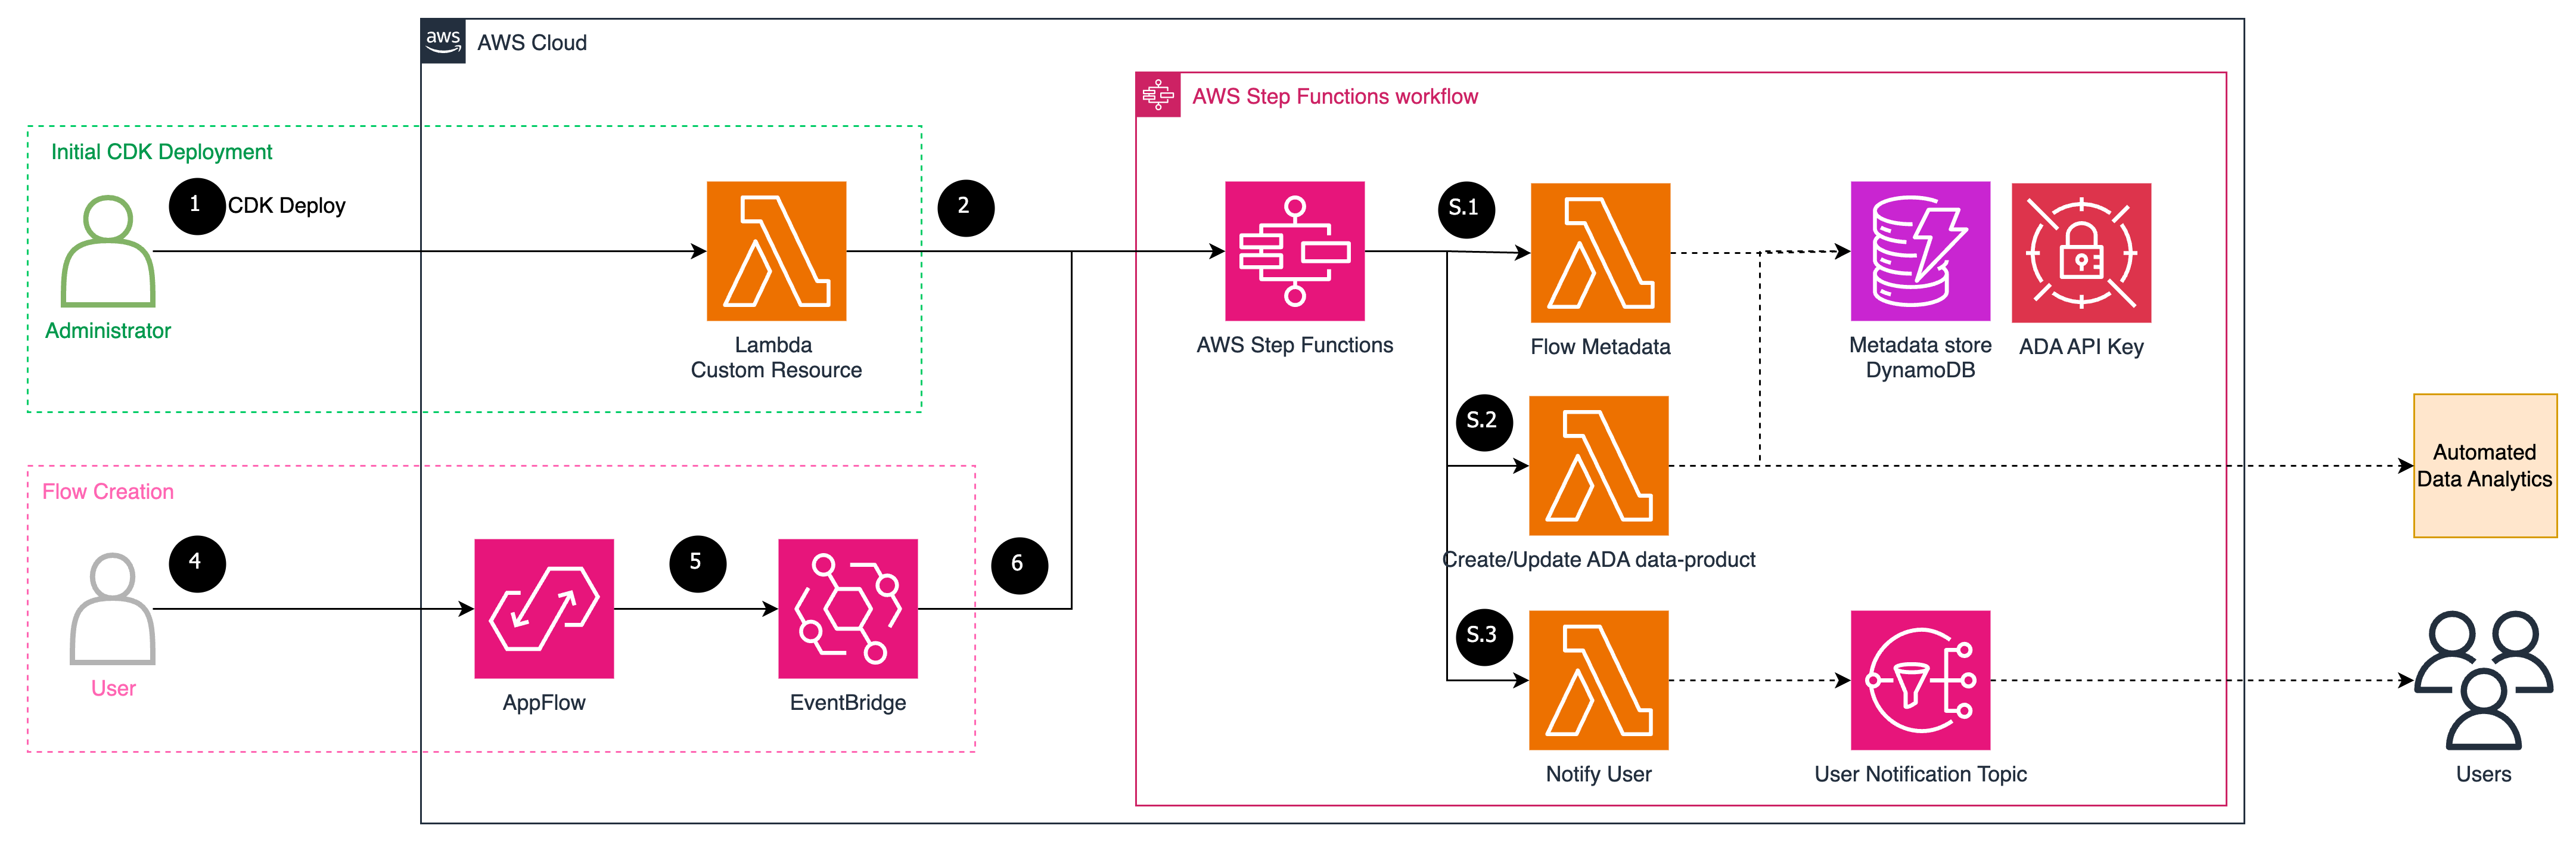 aws
AWS Cloud
AWS Step Functions workflow
Initial CDK Deployment
1
CDK Deploy
2
S.1
Administrator
Lambda
Custom Resource
AWS Step Functions
Flow Metadata
Metadata store
DynamoDB
ADA API Key
S.2
Automated
Data Analytics
Flow Creation
4
5
6
Create/Update ADA data-product
S.3
User
AppFlow
EventBridge
Notify User
User Notification Topic
Users